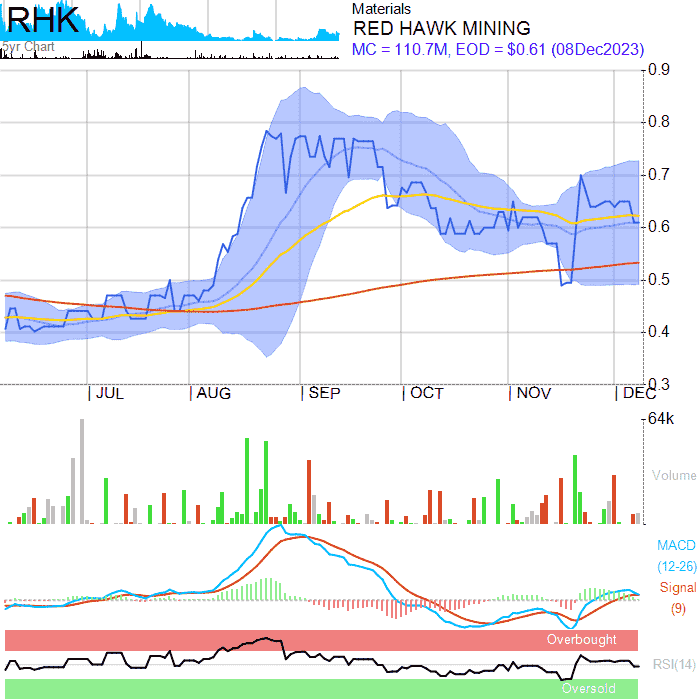 RHK
5yr Chart
Materials
RED HAWK MINING
MC = 110.7M, EOD = $0.61 (08Dec2023)
0.9
0.8
0.7
0.6
0.5
0.4
0.3
JUL AUG SEP OCT NOV DEC
64k
Volume
MACD
(12-26)
Signal
(9)
Overbought
RSI(14)
Oversold